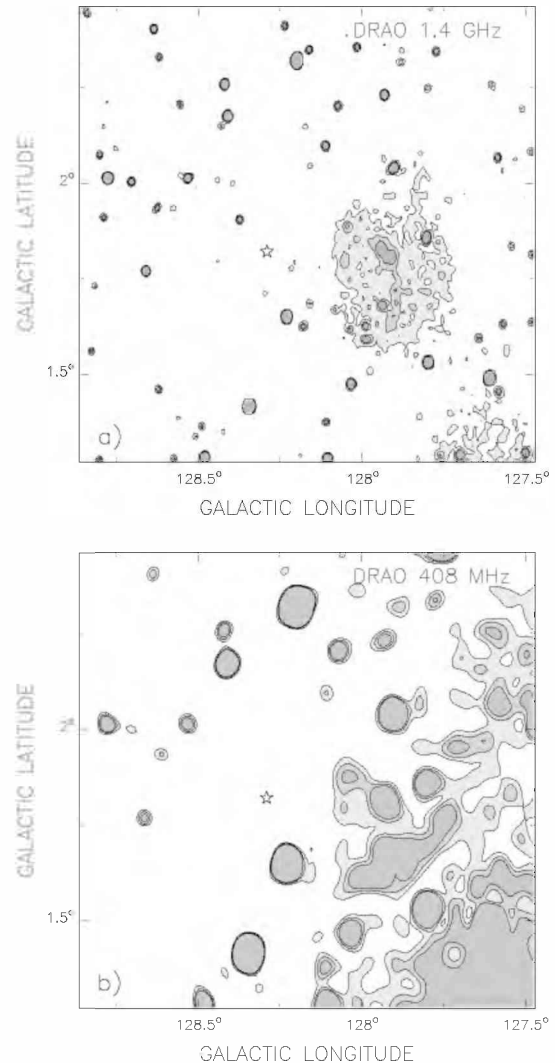 DRAO 1.4 GHz
GALACTIC LATITUDE
2°
1.5°
a)
128.5° 128° 127.5°
GALACTIC LONGITUDE
DRAO 408 MHz
GALACTIC LATITUDE
2°
1.5°
b)
128.5° 128° 127.5°
GALACTIC LONGITUDE